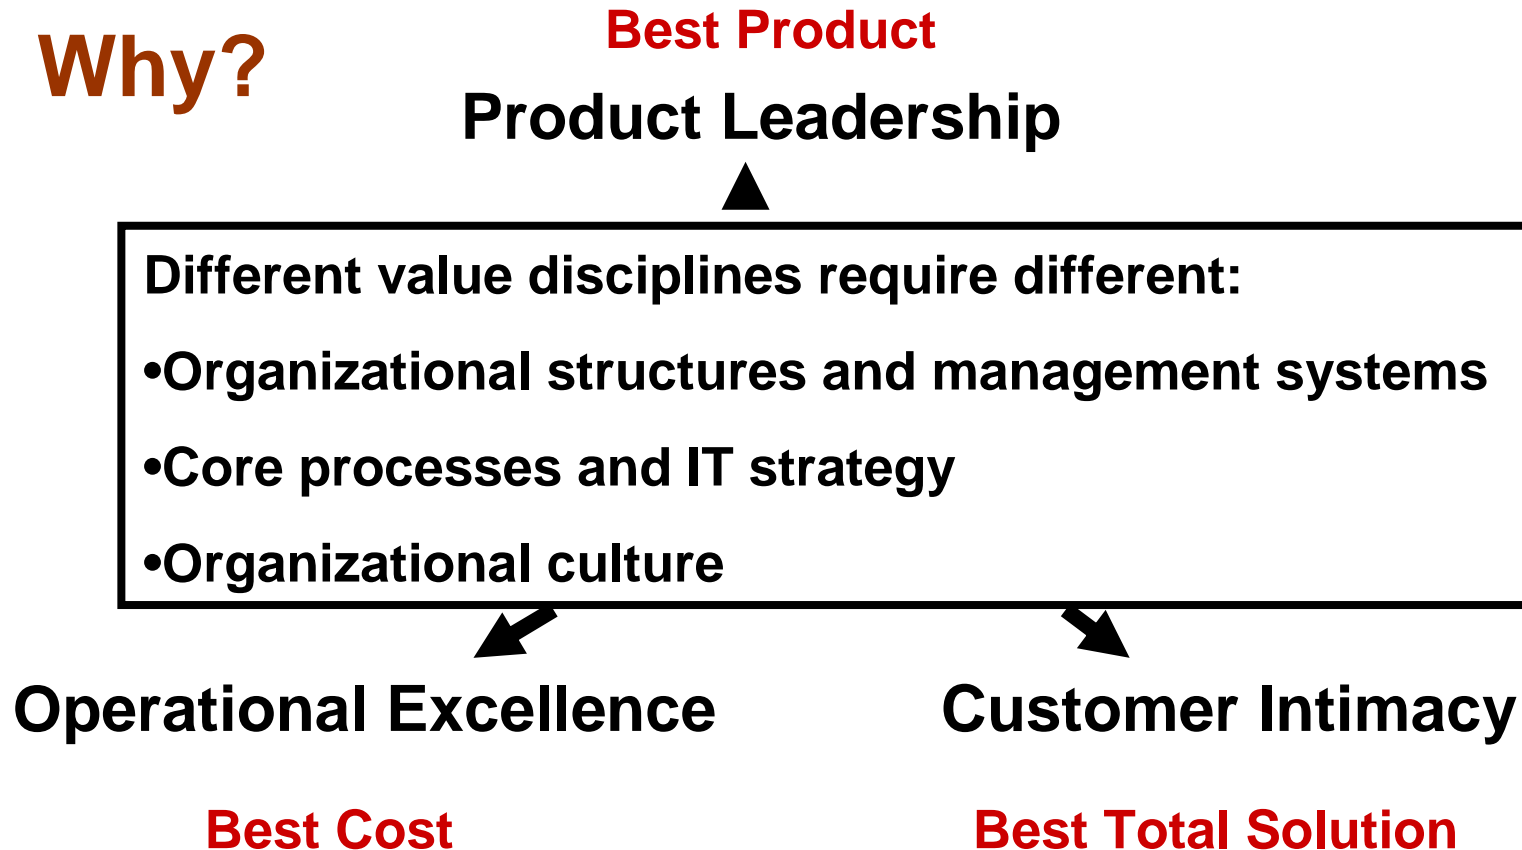 Why?
Best Product
Product Leadership
Different value disciplines require different:
•Organizational structures and management systems
•Core processes and IT strategy
•Organizational culture
Operational Excellence
Customer Intimacy
Best Cost
Best Total Solution